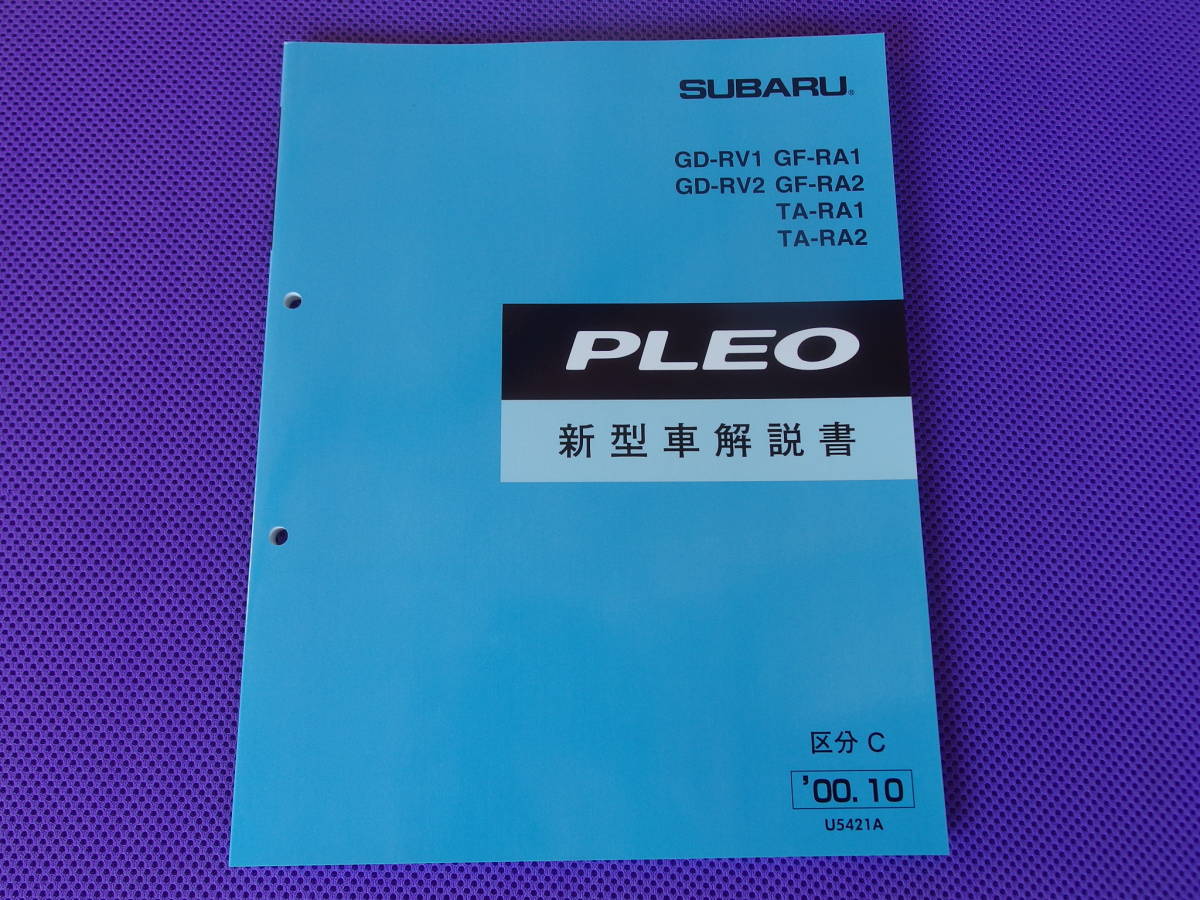 SUBARU®
GD-RV1 GF-RA1
GD-RV2 GF-RA2
TA-RA1
TA-RA2
PLEO
新型車解説書
区分 C
'00.10
U5421A